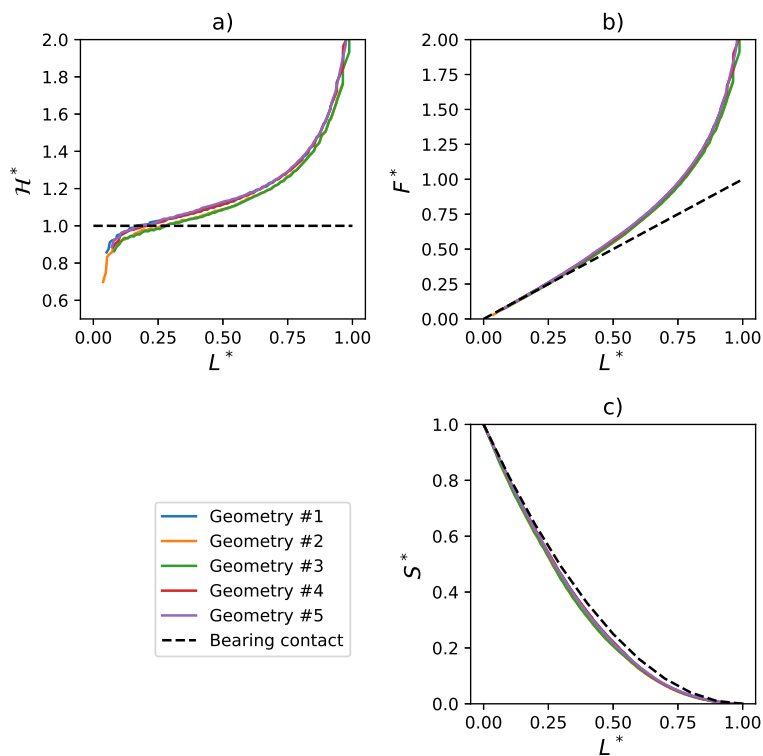 a)
2.0
1.8
1.6
1.4
1.2
1.0
0.8
0.6
ℋ*
0.00 0.25 0.50 0.75 1.00
L*
b)
2.00
1.75
1.50
1.25
1.00
0.75
0.50
0.25
0.00
F*
0.00 0.25 0.50 0.75 1.00
L*
c)
1.0
0.8
0.6
0.4
0.2
0.0
S*
0.00 0.25 0.50 0.75 1.00
L*
Geometry #1
Geometry #2
Geometry #3
Geometry #4
Geometry #5
Bearing contact